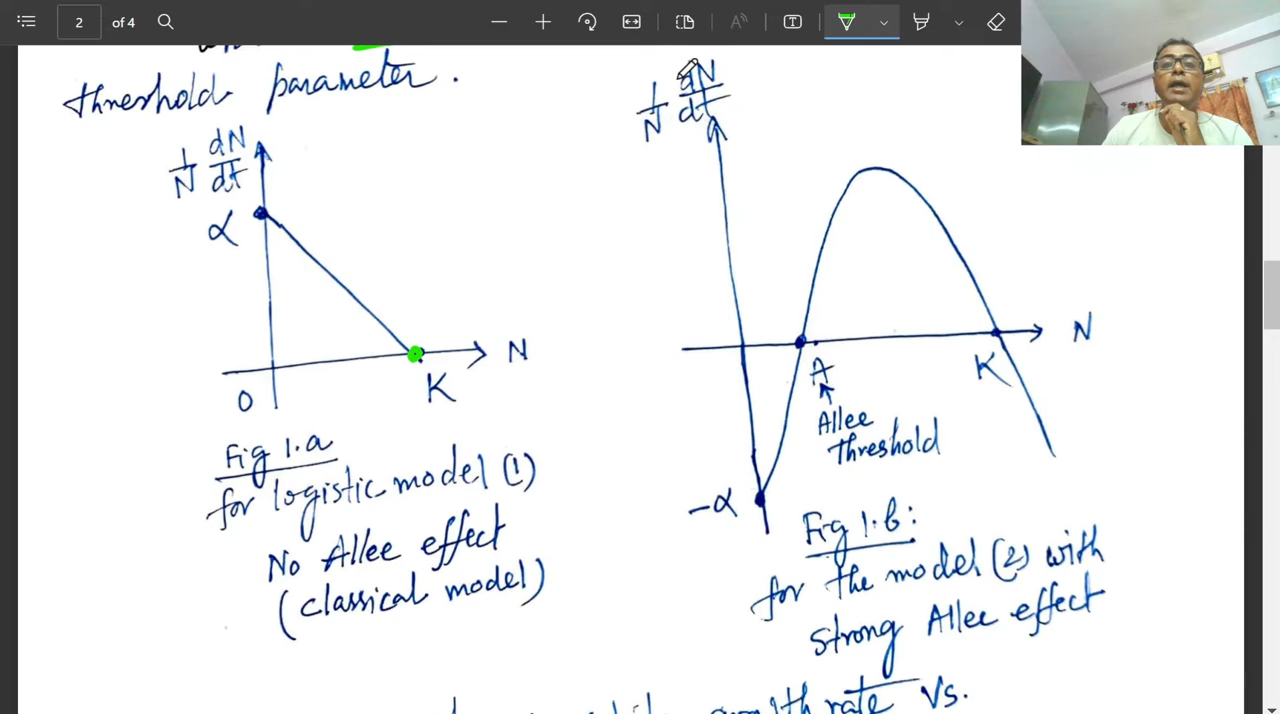 2 of 4
threshold parameter.
1/N dN/dt
α
O
K
N
Fig 1.a
for logistic model (1)
No Allee effect
(classical model)
1/N dN/dt
A
Allee
threshold
K
N
-α
Fig 1.b:
for the model (2) with
strong Allee effect
growth rate Vs.